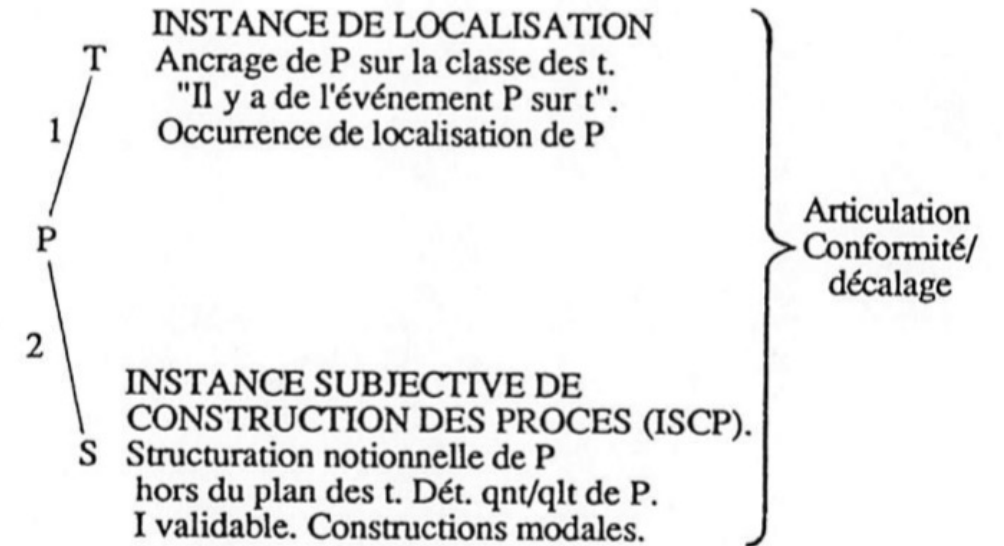 INSTANCE DE LOCALISATION
T Ancrage de P sur la classe des t.
"Il y a de l'événement P sur t".
1 Occurrence de localisation de P
Articulation
P Conformité/
décalage
2
INSTANCE SUBJECTIVE DE
CONSTRUCTION DES PROCES (ISCP).
S Structuration notionnelle de P
hors du plan des t. Dét. qnt/qlt de P.
I validable. Constructions modales.